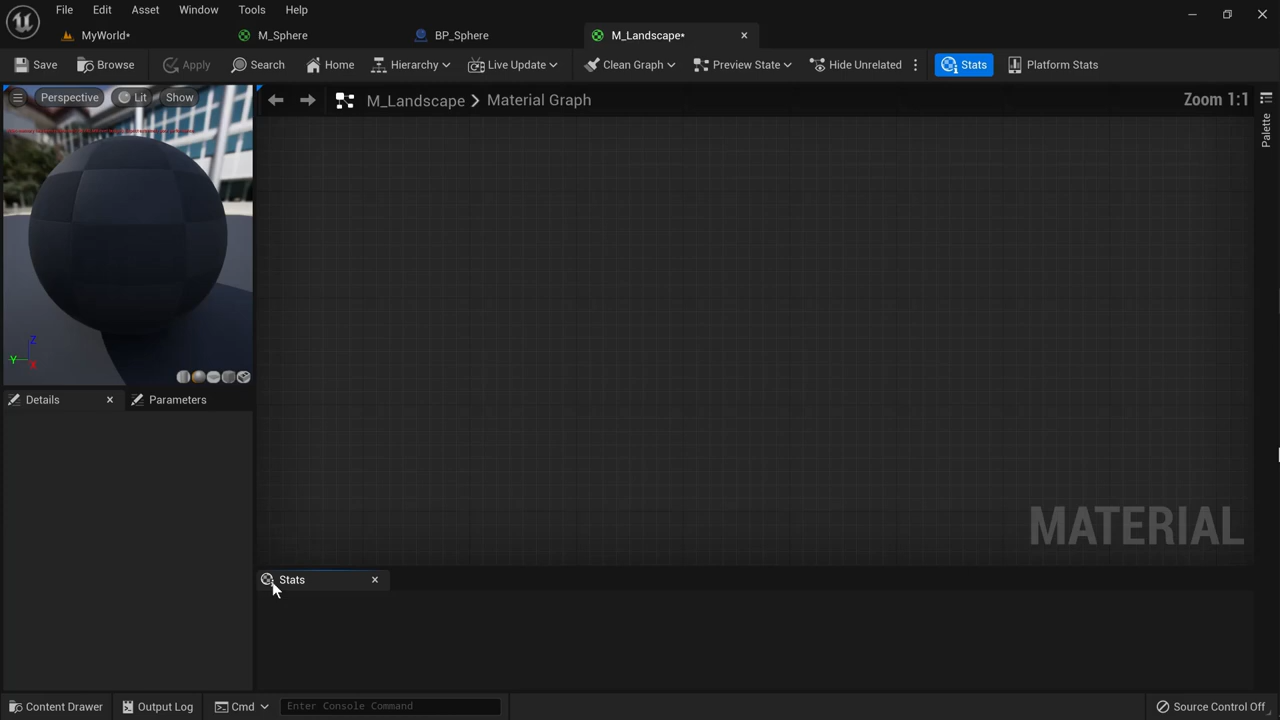 File Edit Asset Window Tools Help
MyWorld* M_Sphere BP_Sphere M_Landscape*
Save Browse Apply Search Home Hierarchy Live Update Clean Graph Preview State Hide Unrelated Stats Platform Stats
Perspective Lit Show
M_Landscape Material Graph Zoom 1:1
Palette
Z
Y
X
Details Parameters
MATERIAL
Stats
Content Drawer Output Log Cmd Enter Console Command Source Control Off